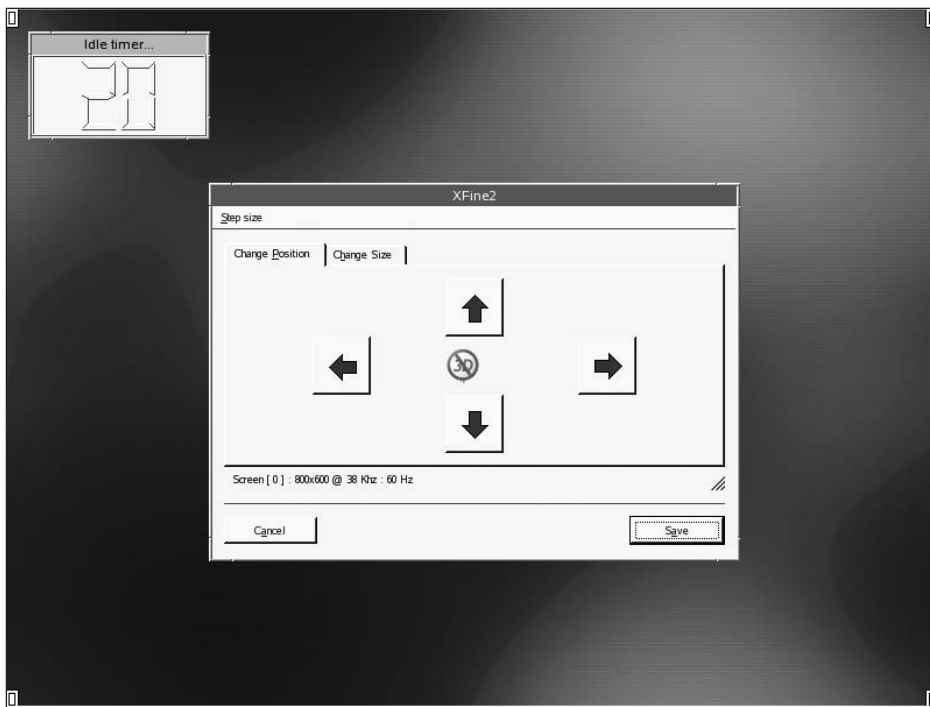 Idle timer...
20
XFine2
Step size
Change Position
Change Size
3D
Screen [ 0 ] : 800x600 @ 38 Khz : 60 Hz
Cancel
Save